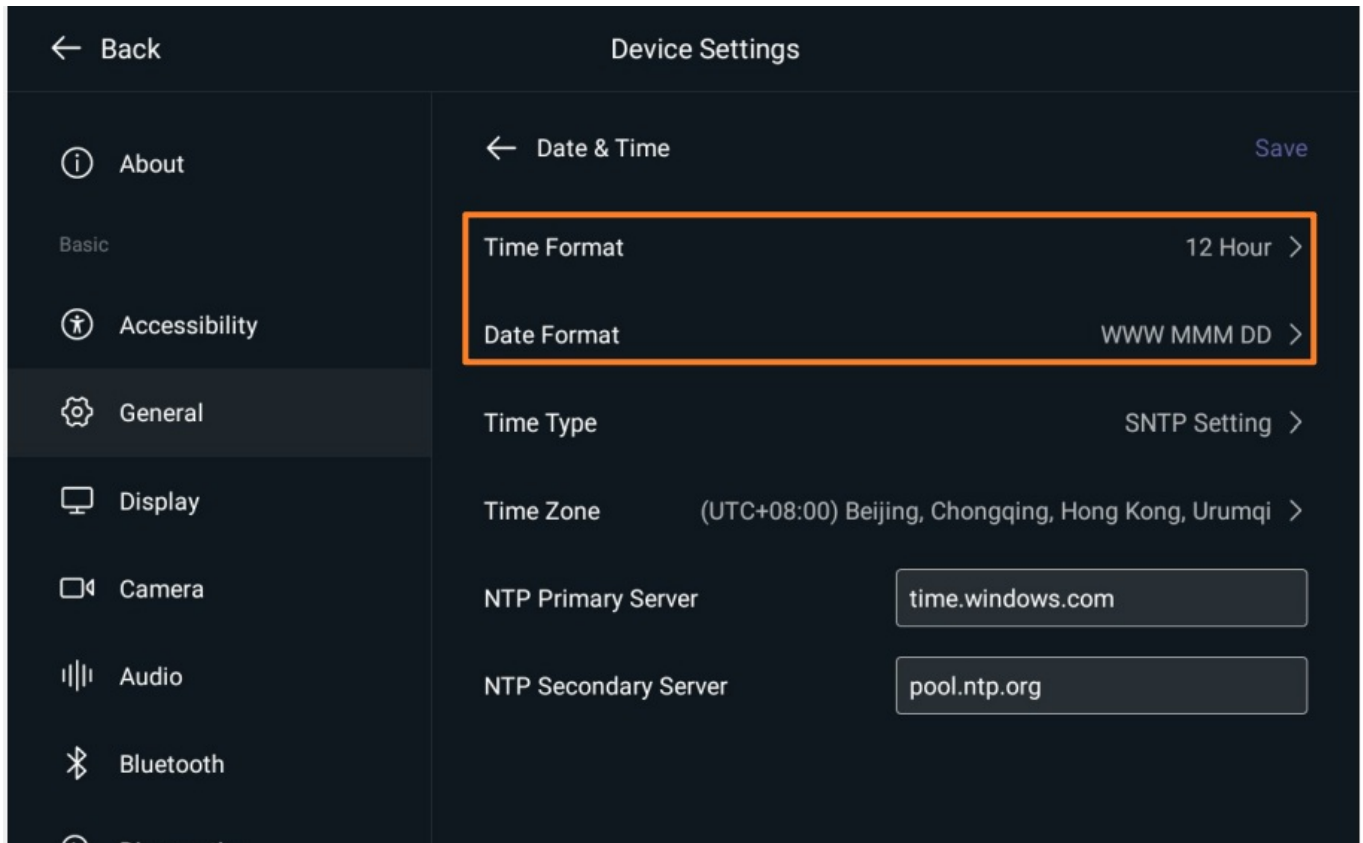 Back
Device Settings
About
Basic
Accessibility
General
Display
Camera
Audio
Bluetooth
Date & Time
Save
Time Format 12 Hour
Date Format WWW MMM DD
Time Type SNTP Setting
Time Zone (UTC+08:00) Beijing, Chongqing, Hong Kong, Urumqi
NTP Primary Server time.windows.com
NTP Secondary Server pool.ntp.org